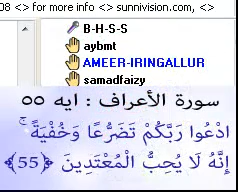 08 <> for more info <> sunnivision.com, <>
B-H-S-S
aybmt
AMEER-IRINGALLUR
samadfaizy
سورة الأعراف : ايه ٥٥
ادْعُوا رَبَّكُمْ تَضَرُّعًا وَخُفْيَةً ۚ
إِنَّهُ لَا يُحِبُّ الْمُعْتَدِينَ ﴿55﴾